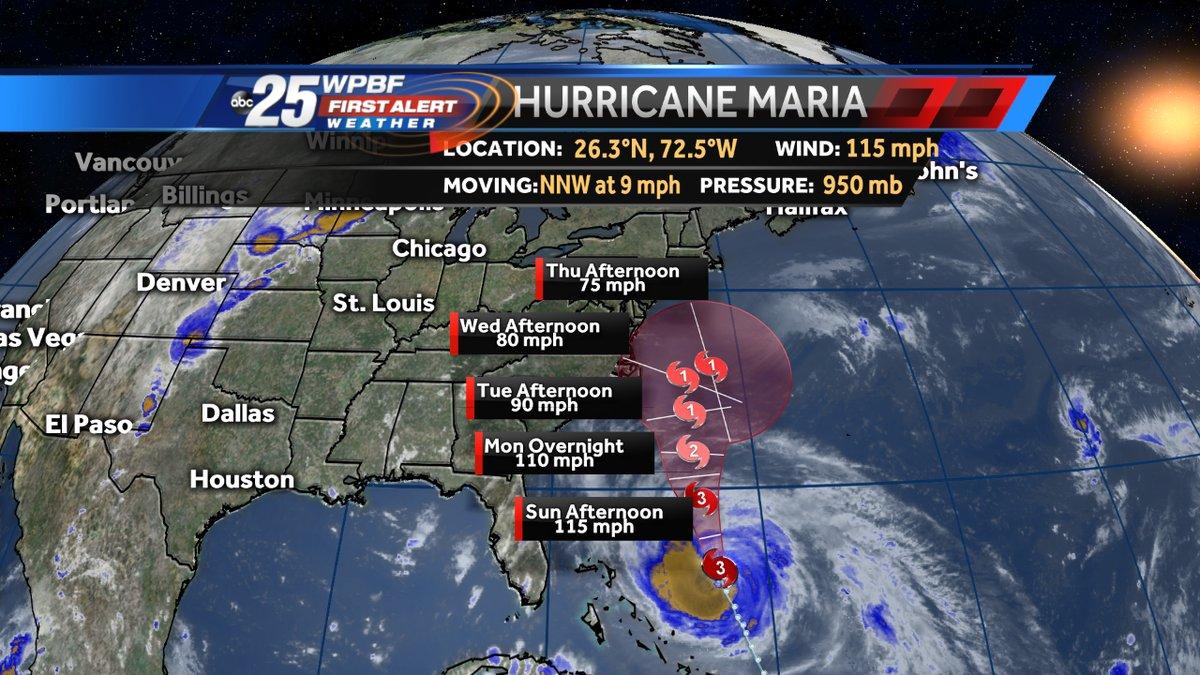 abc 25 WPBF
FIRST ALERT
WEATHER
HURRICANE MARIA
LOCATION: 26.3°N, 72.5°W WIND: 115 mph
MOVING: NNW at 9 mph PRESSURE: 950 mb
Winnip
Vancouv
ohn's
Portlan
Billings
Minneapolis
Halifax
Chicago
Thu Afternoon
75 mph
Denver
St. Louis
Wed Afternoon
80 mph
as Vega
1
1
Tue Afternoon
90 mph
1
Dallas
El Paso
Mon Overnight
110 mph
2
Houston
3
Sun Afternoon
115 mph
3